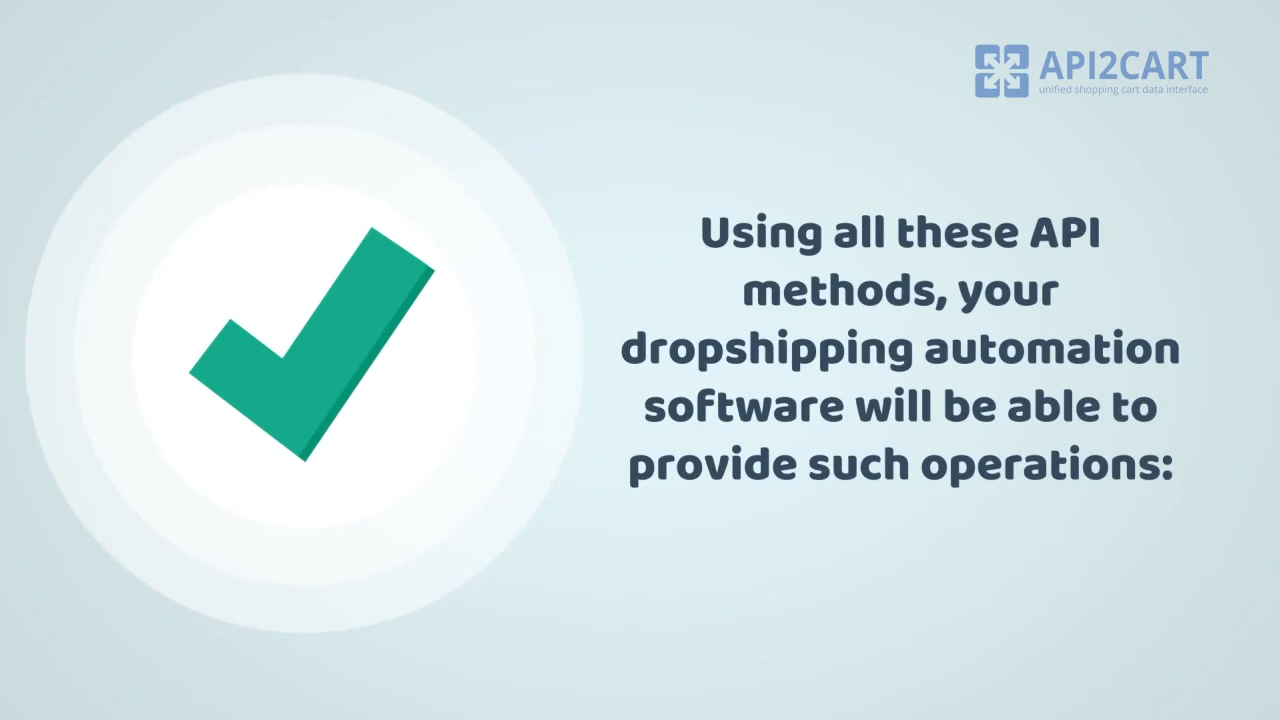 API2CART
unified shopping cart data interface
Using all these API
methods, your
dropshipping automation
software will be able to
provide such operations: